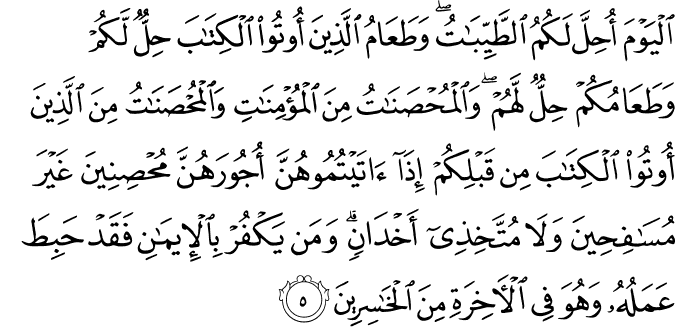 ٱلْيَوْمَ أُحِلَّ لَكُمُ ٱلطَّيِّبَـٰتُ ۖ وَطَعَامُ ٱلَّذِينَ أُوتُوا۟ ٱلْكِتَـٰبَ حِلٌّ لَّكُمْ
وَطَعَامُكُمْ حِلٌّ لَّهُمْ ۖ وَٱلْمُحْصَنَـٰتُ مِنَ ٱلْمُؤْمِنَـٰتِ وَٱلْمُحْصَنَـٰتُ مِنَ ٱلَّذِينَ
أُوتُوا۟ ٱلْكِتَـٰبَ مِن قَبْلِكُمْ إِذَآ ءَاتَيْتُمُوهُنَّ أُجُورَهُنَّ مُحْصِنِينَ غَيْرَ
مُسَـٰفِحِينَ وَلَا مُتَّخِذِىٓ أَخْدَانٍ ۗ وَمَن يَكْفُرْ بِٱلْإِيمَـٰنِ فَقَدْ حَبِطَ
عَمَلُهُۥ وَهُوَ فِى ٱلْـَٔاخِرَةِ مِنَ ٱلْخَـٰسِرِينَ ٥